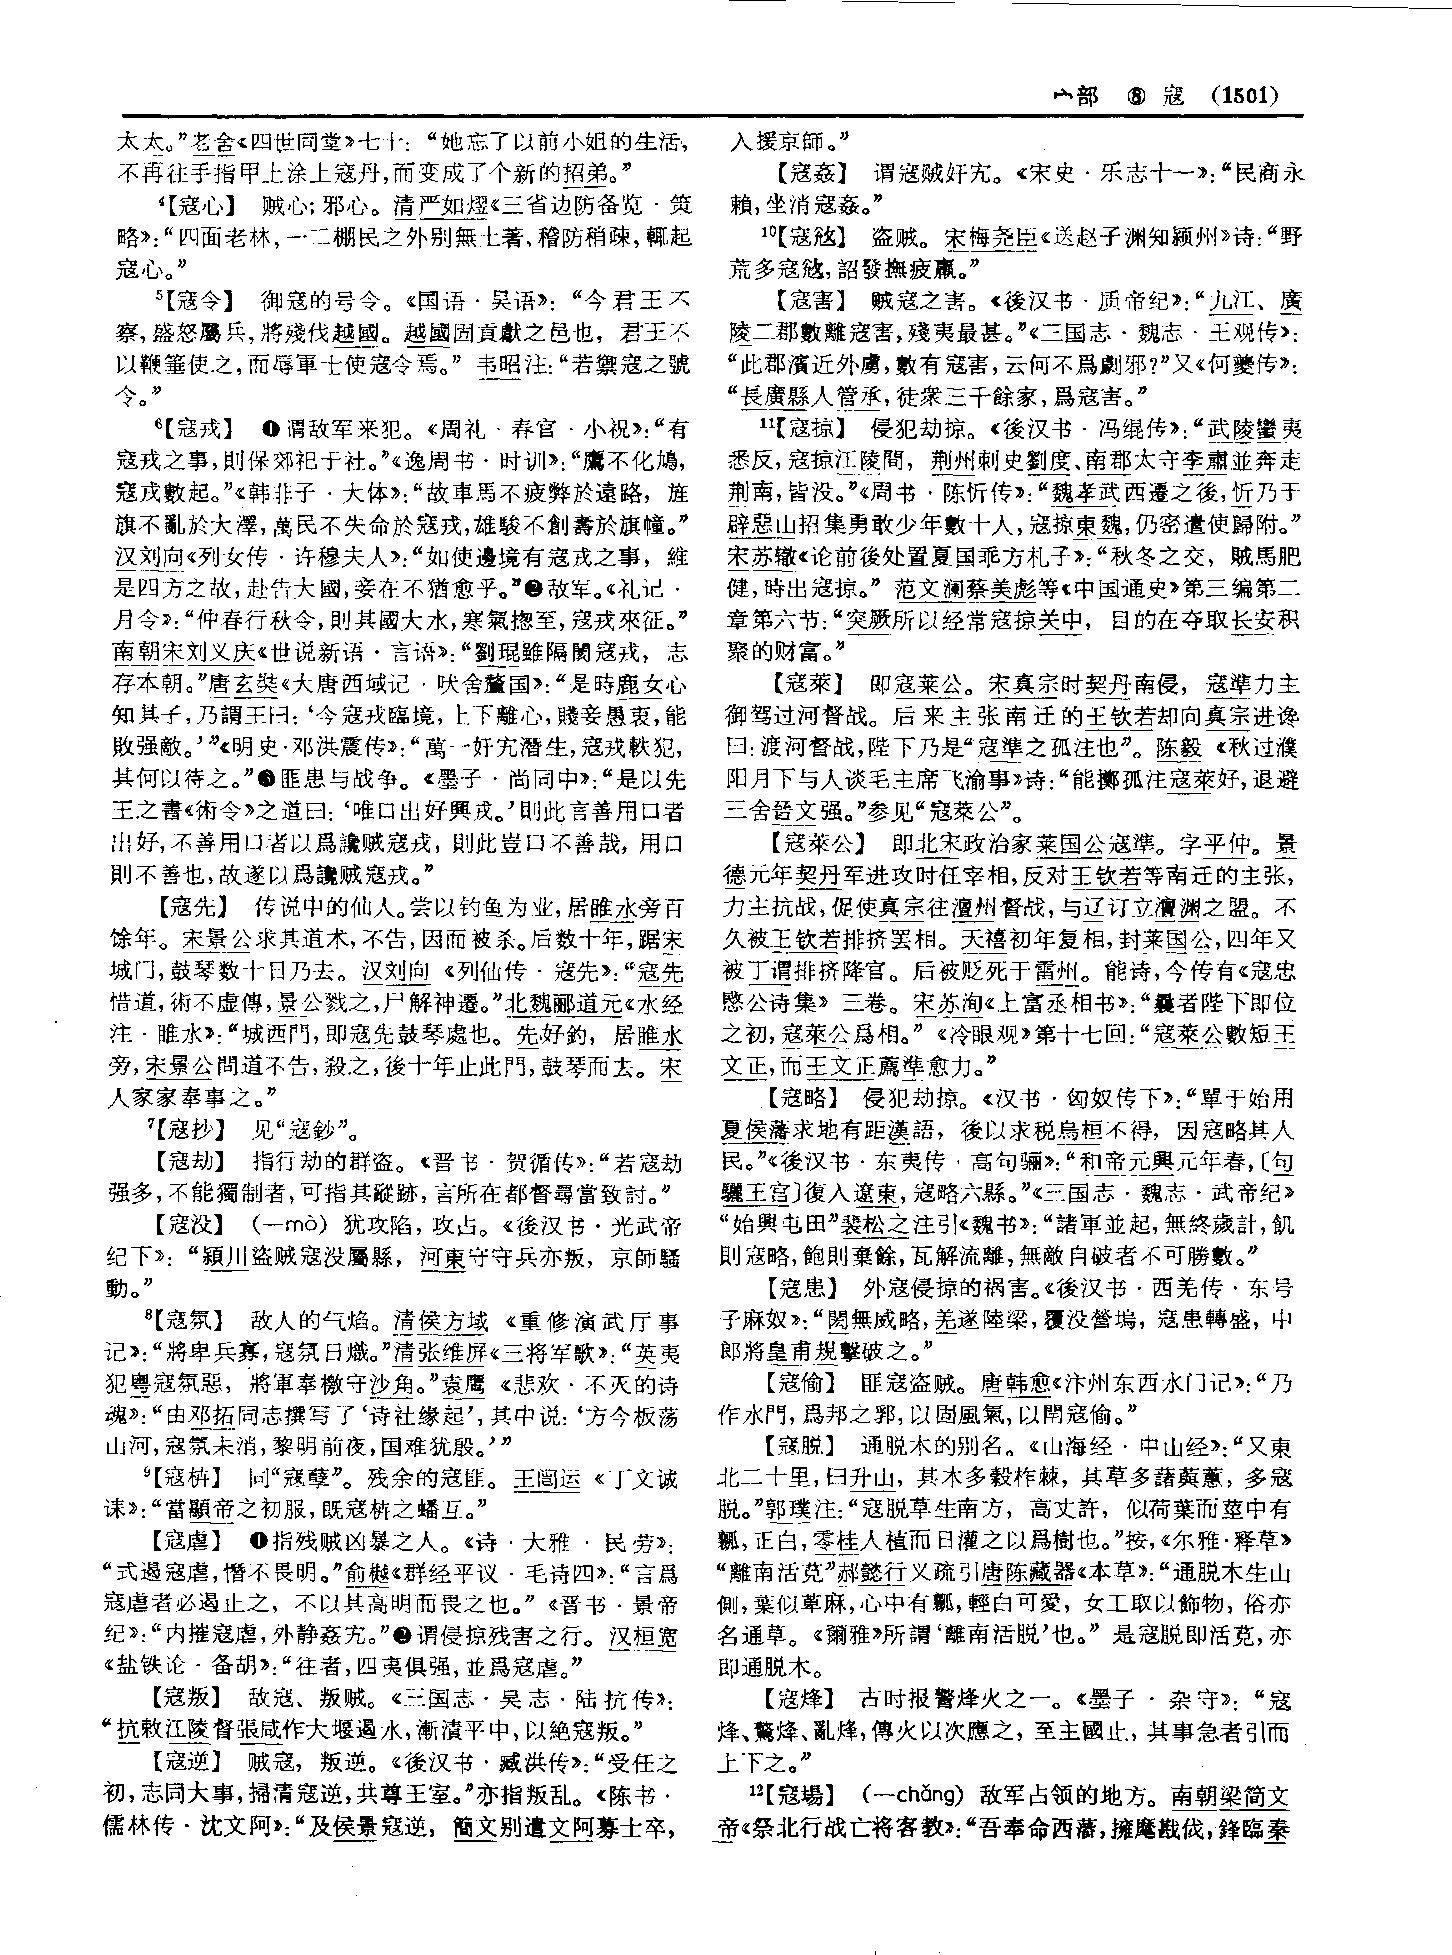 宀部 ⑧ 寇 (1501)
太太。”老舍《四世同堂》七十：“她忘了以前小姐的生活，
不再往手指甲上涂上寇丹，而变成了个新的招弟。”
⁴【寇心】 贼心；邪心。清严如熤《三省边防备览·策
略》：“四面老林，一二棚民之外别無土著，稽防稍疎，輒起
寇心。”
⁵【寇令】 御寇的号令。《国语·吴语》：“今君王不
察，盛怒屬兵，將殘伐越國。越國固貢獻之邑也，君王不
以鞭箠使之，而辱軍士使寇令焉。”韦昭注：“若禦寇之號
令。”
⁶【寇戎】 ❶谓敌军来犯。《周礼·春官·小祝》：“有
寇戎之事，則保郊祀于社。”《逸周书·时训》：“鷹不化鳩，
寇戎數起。”《韩非子·大体》：“故車馬不疲弊於遠路，旌
旗不亂於大澤，萬民不失命於寇戎，雄駿不創壽於旗幢。”
汉刘向《列女传·许穆夫人》：“如使邊境有寇戎之事，維
是四方之故，赴告大國，妾在不猶愈乎。”❷敌军。《礼记·
月令》：“仲春行秋令，則其國大水，寒氣揔至，寇戎來征。”
南朝宋刘义庆《世说新语·言语》：“劉琨雖隔閡寇戎，志
存本朝。”唐玄奘《大唐西域记·吠舍釐国》：“是時鹿女心
知其子，乃謂王曰：‘今寇戎臨境，上下離心，賤妾愚衷，能
敗强敵。’”《明史·邓洪震传》：“萬一奸宄潛生，寇戎軼犯，
其何以待之。”❸匪患与战争。《墨子·尚同中》：“是以先
王之書《術令》之道曰：‘唯口出好興戎。’則此言善用口者
出好，不善用口者以爲讒贼寇戎，則此豈口不善哉，用口
則不善也，故遂以爲讒贼寇戎。”
【寇先】 传说中的仙人。尝以钓鱼为业，居睢水旁百
馀年。宋景公求其道术，不告，因而被杀。后数十年，踞宋
城门，鼓琴数十日乃去。汉刘向《列仙传·寇先》：“寇先
惜道，術不虚傳，景公戮之，尸解神遷。”北魏郦道元《水经
注·睢水》：“城西門，即寇先鼓琴處也。先好釣，居睢水
旁，宋景公問道不告，殺之，後十年止此門，鼓琴而去。宋
人家家奉事之。”
⁷【寇抄】 见“寇鈔”。
【寇劫】 指行劫的群盗。《晋书·贺循传》：“若寇劫
强多，不能獨制者，可指其蹤跡，言所在都督尋當致討。”
【寇没】 （—mò）犹攻陷，攻占。《後汉书·光武帝
纪下》：“潁川盗贼寇没屬縣，河東守守兵亦叛，京師騷
動。”
⁸【寇氛】 敌人的气焰。清侯方域《重修演武厅事
记》：“將卑兵寡，寇氛日熾。”清张维屏《三将军歌》：“英夷
犯粵寇氛惡，將軍奉檄守沙角。”袁鹰《悲欢·不灭的诗
魂》：“由邓拓同志撰写了‘诗社缘起’，其中说：‘方今板荡
山河，寇氛未消，黎明前夜，国难犹殷。’”
⁹【寇枿】 同“寇孽”。残余的寇匪。王闿运《丁文诚
诔》：“當顯帝之初服，既寇枿之蟠互。”
【寇虐】 ❶指残贼凶暴之人。《诗·大雅·民劳》：
“式遏寇虐，憯不畏明。”俞樾《群经平议·毛诗四》：“言爲
寇虐者必遏止之，不以其高明而畏之也。”《晋书·景帝
纪》：“内摧寇虐，外静姦宄。”❷谓侵掠残害之行。汉桓宽
《盐铁论·备胡》：“往者，四夷俱强，並爲寇虐。”
【寇叛】 敌寇、叛贼。《三国志·吴志·陆抗传》：
“抗敕江陵督張咸作大堰遏水，漸漬平中，以絶寇叛。”
【寇逆】 贼寇，叛逆。《後汉书·臧洪传》：“受任之
初，志同大事，掃清寇逆，共尊王室。”亦指叛乱。《陈书·
儒林传·沈文阿》：“及侯景寇逆，簡文别遣文阿募士卒，
入援京師。”
【寇姦】 谓寇贼奸宄。《宋史·乐志十一》：“民商永
賴，坐消寇姦。”
¹⁰【寇敓】 盗贼。宋梅尧臣《送赵子渊知颍州》诗：“野
荒多寇敓，詔發撫疲羸。”
【寇害】 贼寇之害。《後汉书·质帝纪》：“九江、廣
陵二郡數離寇害，殘夷最甚。”《三国志·魏志·王观传》：
“此郡濱近外虜，數有寇害，云何不爲劇邪？”又《何夔传》：
“長廣縣人管承，徒衆三千餘家，爲寇害。”
¹¹【寇掠】 侵犯劫掠。《後汉书·冯绲传》：“武陵蠻夷
悉反，寇掠江陵間，荆州刺史劉度、南郡太守李肅並奔走
荆南，皆没。”《周书·陈忻传》：“魏孝武西遷之後，忻乃于
辟惡山招集勇敢少年數十人，寇掠東魏，仍密遣使歸附。”
宋苏辙《论前後处置夏国乖方札子》：“秋冬之交，賊馬肥
健，時出寇掠。”范文澜蔡美彪等《中国通史》第三编第二
章第六节：“突厥所以经常寇掠关中，目的在夺取长安积
聚的财富。”
【寇萊】 即寇莱公。宋真宗时契丹南侵，寇準力主
御驾过河督战。后来主张南迁的王钦若却向真宗进谗
曰：渡河督战，陛下乃是“寇準之孤注也”。陈毅《秋过濮
阳月下与人谈毛主席飞渝事》诗：“能擲孤注寇萊好，退避
三舍晋文强。”参见“寇萊公”。
【寇萊公】 即北宋政治家莱国公寇準。字平仲。景
德元年契丹军进攻时任宰相，反对王钦若等南迁的主张，
力主抗战，促使真宗往澶州督战，与辽订立澶渊之盟。不
久被王钦若排挤罢相。天禧初年复相，封莱国公，四年又
被丁谓排挤降官。后被贬死于雷州。能诗，今传有《寇忠
愍公诗集》三卷。宋苏洵《上富丞相书》：“曩者陛下即位
之初，寇萊公爲相。”《冷眼观》第十七回：“寇萊公數短王
文正，而王文正薦準愈力。”
【寇略】 侵犯劫掠。《汉书·匈奴传下》：“單于始用
夏侯藩求地有距漢語，後以求税烏桓不得，因寇略其人
民。”《後汉书·东夷传·高句骊》：“和帝元興元年春，〔句
驪王宫〕復入遼東，寇略六縣。”《三国志·魏志·武帝纪》
“始興屯田”裴松之注引《魏书》：“諸軍並起，無終歲計，飢
則寇略，飽則棄餘，瓦解流離，無敵自破者不可勝數。”
【寇患】 外寇侵掠的祸害。《後汉书·西羌传·东号
子麻奴》：“閎無威略，羌遂陸梁，覆没營塢，寇患轉盛，中
郎將皇甫規擊破之。”
【寇偷】 匪寇盗贼。唐韩愈《汴州东西水门记》：“乃
作水門，爲邦之郛，以固風氣，以閈寇偷。”
【寇脱】 通脱木的别名。《山海经·中山经》：“又東
北二十里，曰升山，其木多穀柞棘，其草多藷藇蕙，多寇
脱。”郭璞注：“寇脱草生南方，高丈許，似荷葉而莖中有
瓤，正白，零桂人植而日灌之以爲樹也。”按，《尔雅·释草》
“離南活莌”郝懿行义疏引唐陈藏器《本草》：“通脱木生山
側，葉似萆麻，心中有瓤，輕白可愛，女工取以飾物，俗亦
名通草。《爾雅》所謂‘離南活脱’也。”是寇脱即活莌，亦
即通脱木。
【寇烽】 古时报警烽火之一。《墨子·杂守》：“寇
烽、驚烽、亂烽，傳火以次應之，至主國止，其事急者引而
上下之。”
¹²【寇場】 （—chǎng）敌军占领的地方。南朝梁简文
帝《祭北行战亡将客教》：“吾奉命西藩，擁麾戡伐，鋒臨秦